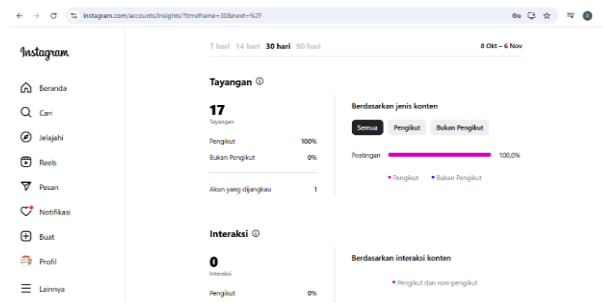 instagram.com/accounts/insights/?timeframe=30&next=%2F
Instagram
Beranda
Cari
Jelajahi
Reels
Pesan
Notifikasi
Buat
Profil
Lainnya
7 hari 14 hari 30 hari 90 hari
8 Okt – 6 Nov
Tayangan
17
Tayangan
Pengikut 100%
Bukan Pengikut 0%
Akun yang dijangkau 1
Berdasarkan jenis konten
Semua Pengikut Bukan Pengikut
Postingan 100,0%
Pengikut Bukan Pengikut
Interaksi
0
Interaksi
Pengikut 0%
Berdasarkan interaksi konten
Pengikut dan non-pengikut